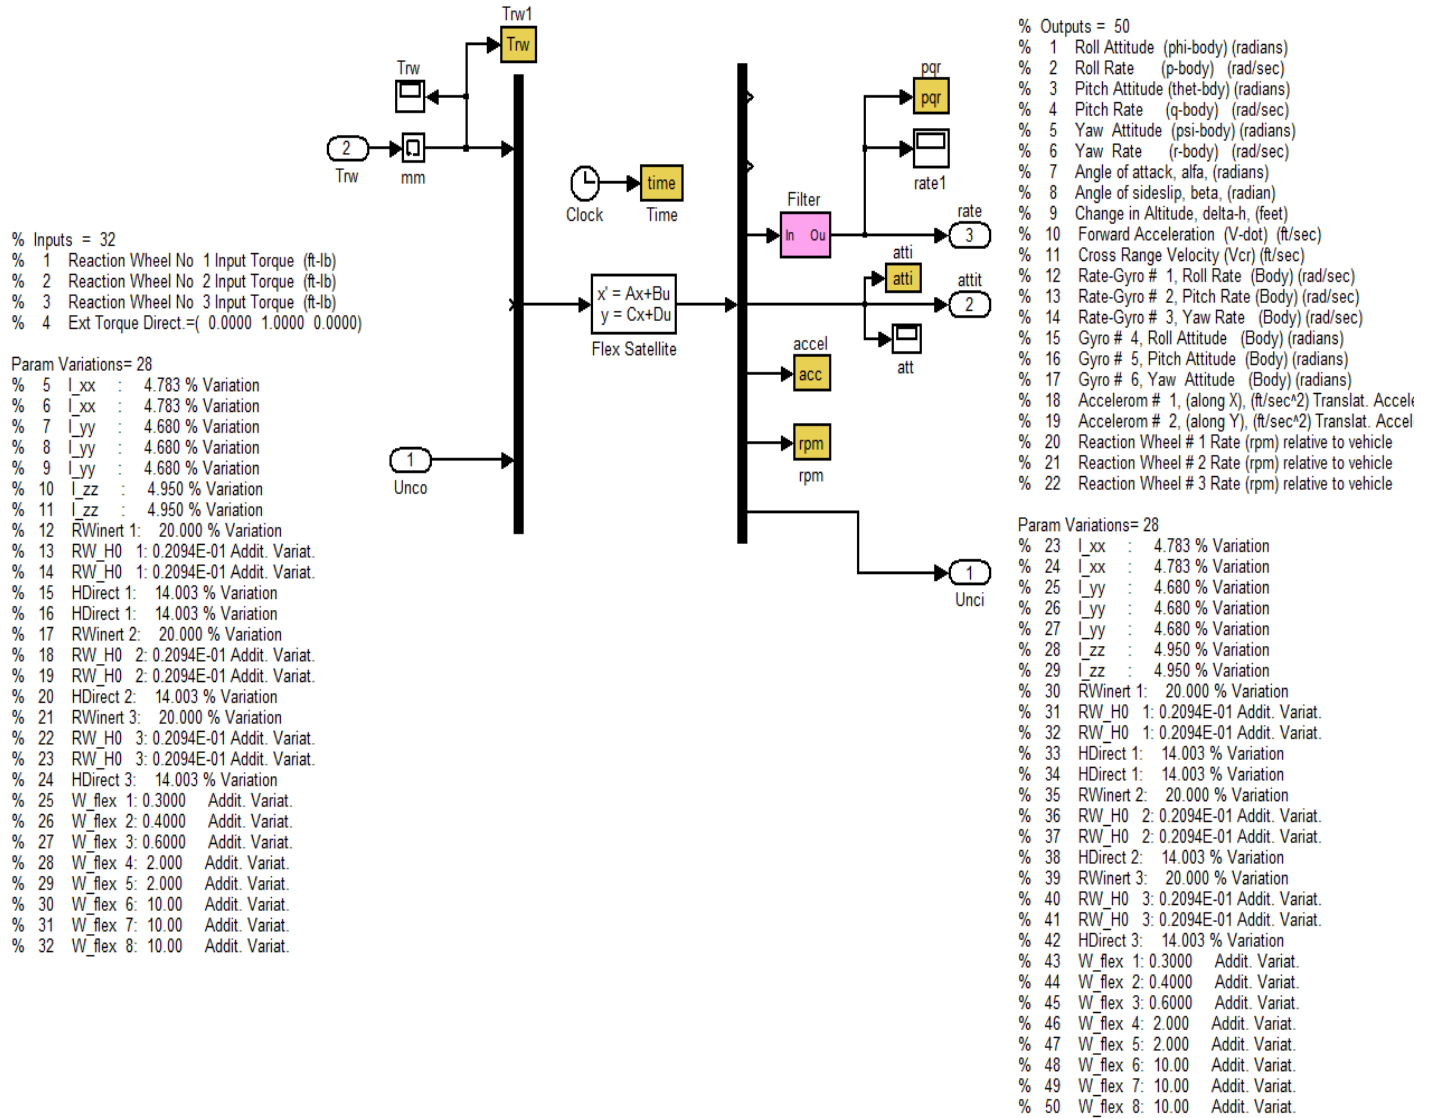 % Inputs = 32
% 1 Reaction Wheel No 1 Input Torque (ft-lb)
% 2 Reaction Wheel No 2 Input Torque (ft-lb)
% 3 Reaction Wheel No 3 Input Torque (ft-lb)
% 4 Ext Torque Direct.=( 0.0000 1.0000 0.0000)
Param Variations= 28
% 5 I_xx : 4.783 % Variation
% 6 I_xx : 4.783 % Variation
% 7 I_yy : 4.680 % Variation
% 8 I_yy : 4.680 % Variation
% 9 I_yy : 4.680 % Variation
% 10 I_zz : 4.950 % Variation
% 11 I_zz : 4.950 % Variation
% 12 RWinert 1: 20.000 % Variation
% 13 RW_H0 1: 0.2094E-01 Addit. Variat.
% 14 RW_H0 1: 0.2094E-01 Addit. Variat.
% 15 HDirect 1: 14.003 % Variation
% 16 HDirect 1: 14.003 % Variation
% 17 RWinert 2: 20.000 % Variation
% 18 RW_H0 2: 0.2094E-01 Addit. Variat.
% 19 RW_H0 2: 0.2094E-01 Addit. Variat.
% 20 HDirect 2: 14.003 % Variation
% 21 RWinert 3: 20.000 % Variation
% 22 RW_H0 3: 0.2094E-01 Addit. Variat.
% 23 RW_H0 3: 0.2094E-01 Addit. Variat.
% 24 HDirect 3: 14.003 % Variation
% 25 W_flex 1: 0.3000 Addit. Variat.
% 26 W_flex 2: 0.4000 Addit. Variat.
% 27 W_flex 3: 0.6000 Addit. Variat.
% 28 W_flex 4: 2.000 Addit. Variat.
% 29 W_flex 5: 2.000 Addit. Variat.
% 30 W_flex 6: 10.00 Addit. Variat.
% 31 W_flex 7: 10.00 Addit. Variat.
% 32 W_flex 8: 10.00 Addit. Variat.
Trw1
Trw
Trw
2
Trw
mm
1
Unco
Clock
time
Time
x' = Ax+Bu
y = Cx+Du
Flex Satellite
Filter
In Ou
pqr
pqr
rate1
rate
3
atti
atti
attit
2
att
accel
acc
rpm
rpm
1
Unci
% Outputs = 50
% 1 Roll Attitude (phi-body) (radians)
% 2 Roll Rate (p-body) (rad/sec)
% 3 Pitch Attitude (thet-bdy) (radians)
% 4 Pitch Rate (q-body) (rad/sec)
% 5 Yaw Attitude (psi-body) (radians)
% 6 Yaw Rate (r-body) (rad/sec)
% 7 Angle of attack, alfa, (radians)
% 8 Angle of sideslip, beta, (radian)
% 9 Change in Altitude, delta-h, (feet)
% 10 Forward Acceleration (V-dot) (ft/sec)
% 11 Cross Range Velocity (Vcr) (ft/sec)
% 12 Rate-Gyro # 1, Roll Rate (Body) (rad/sec)
% 13 Rate-Gyro # 2, Pitch Rate (Body) (rad/sec)
% 14 Rate-Gyro # 3, Yaw Rate (Body) (rad/sec)
% 15 Gyro # 4, Roll Attitude (Body) (radians)
% 16 Gyro # 5, Pitch Attitude (Body) (radians)
% 17 Gyro # 6, Yaw Attitude (Body) (radians)
% 18 Accelerom # 1, (along X), (ft/sec^2) Translat. Accele
% 19 Accelerom # 2, (along Y), (ft/sec^2) Translat. Accel
% 20 Reaction Wheel # 1 Rate (rpm) relative to vehicle
% 21 Reaction Wheel # 2 Rate (rpm) relative to vehicle
% 22 Reaction Wheel # 3 Rate (rpm) relative to vehicle
Param Variations= 28
% 23 I_xx : 4.783 % Variation
% 24 I_xx : 4.783 % Variation
% 25 I_yy : 4.680 % Variation
% 26 I_yy : 4.680 % Variation
% 27 I_yy : 4.680 % Variation
% 28 I_zz : 4.950 % Variation
% 29 I_zz : 4.950 % Variation
% 30 RWinert 1: 20.000 % Variation
% 31 RW_H0 1: 0.2094E-01 Addit. Variat.
% 32 RW_H0 1: 0.2094E-01 Addit. Variat.
% 33 HDirect 1: 14.003 % Variation
% 34 HDirect 1: 14.003 % Variation
% 35 RWinert 2: 20.000 % Variation
% 36 RW_H0 2: 0.2094E-01 Addit. Variat.
% 37 RW_H0 2: 0.2094E-01 Addit. Variat.
% 38 HDirect 2: 14.003 % Variation
% 39 RWinert 3: 20.000 % Variation
% 40 RW_H0 3: 0.2094E-01 Addit. Variat.
% 41 RW_H0 3: 0.2094E-01 Addit. Variat.
% 42 HDirect 3: 14.003 % Variation
% 43 W_flex 1: 0.3000 Addit. Variat.
% 44 W_flex 2: 0.4000 Addit. Variat.
% 45 W_flex 3: 0.6000 Addit. Variat.
% 46 W_flex 4: 2.000 Addit. Variat.
% 47 W_flex 5: 2.000 Addit. Variat.
% 48 W_flex 6: 10.00 Addit. Variat.
% 49 W_flex 7: 10.00 Addit. Variat.
% 50 W_flex 8: 10.00 Addit. Variat.